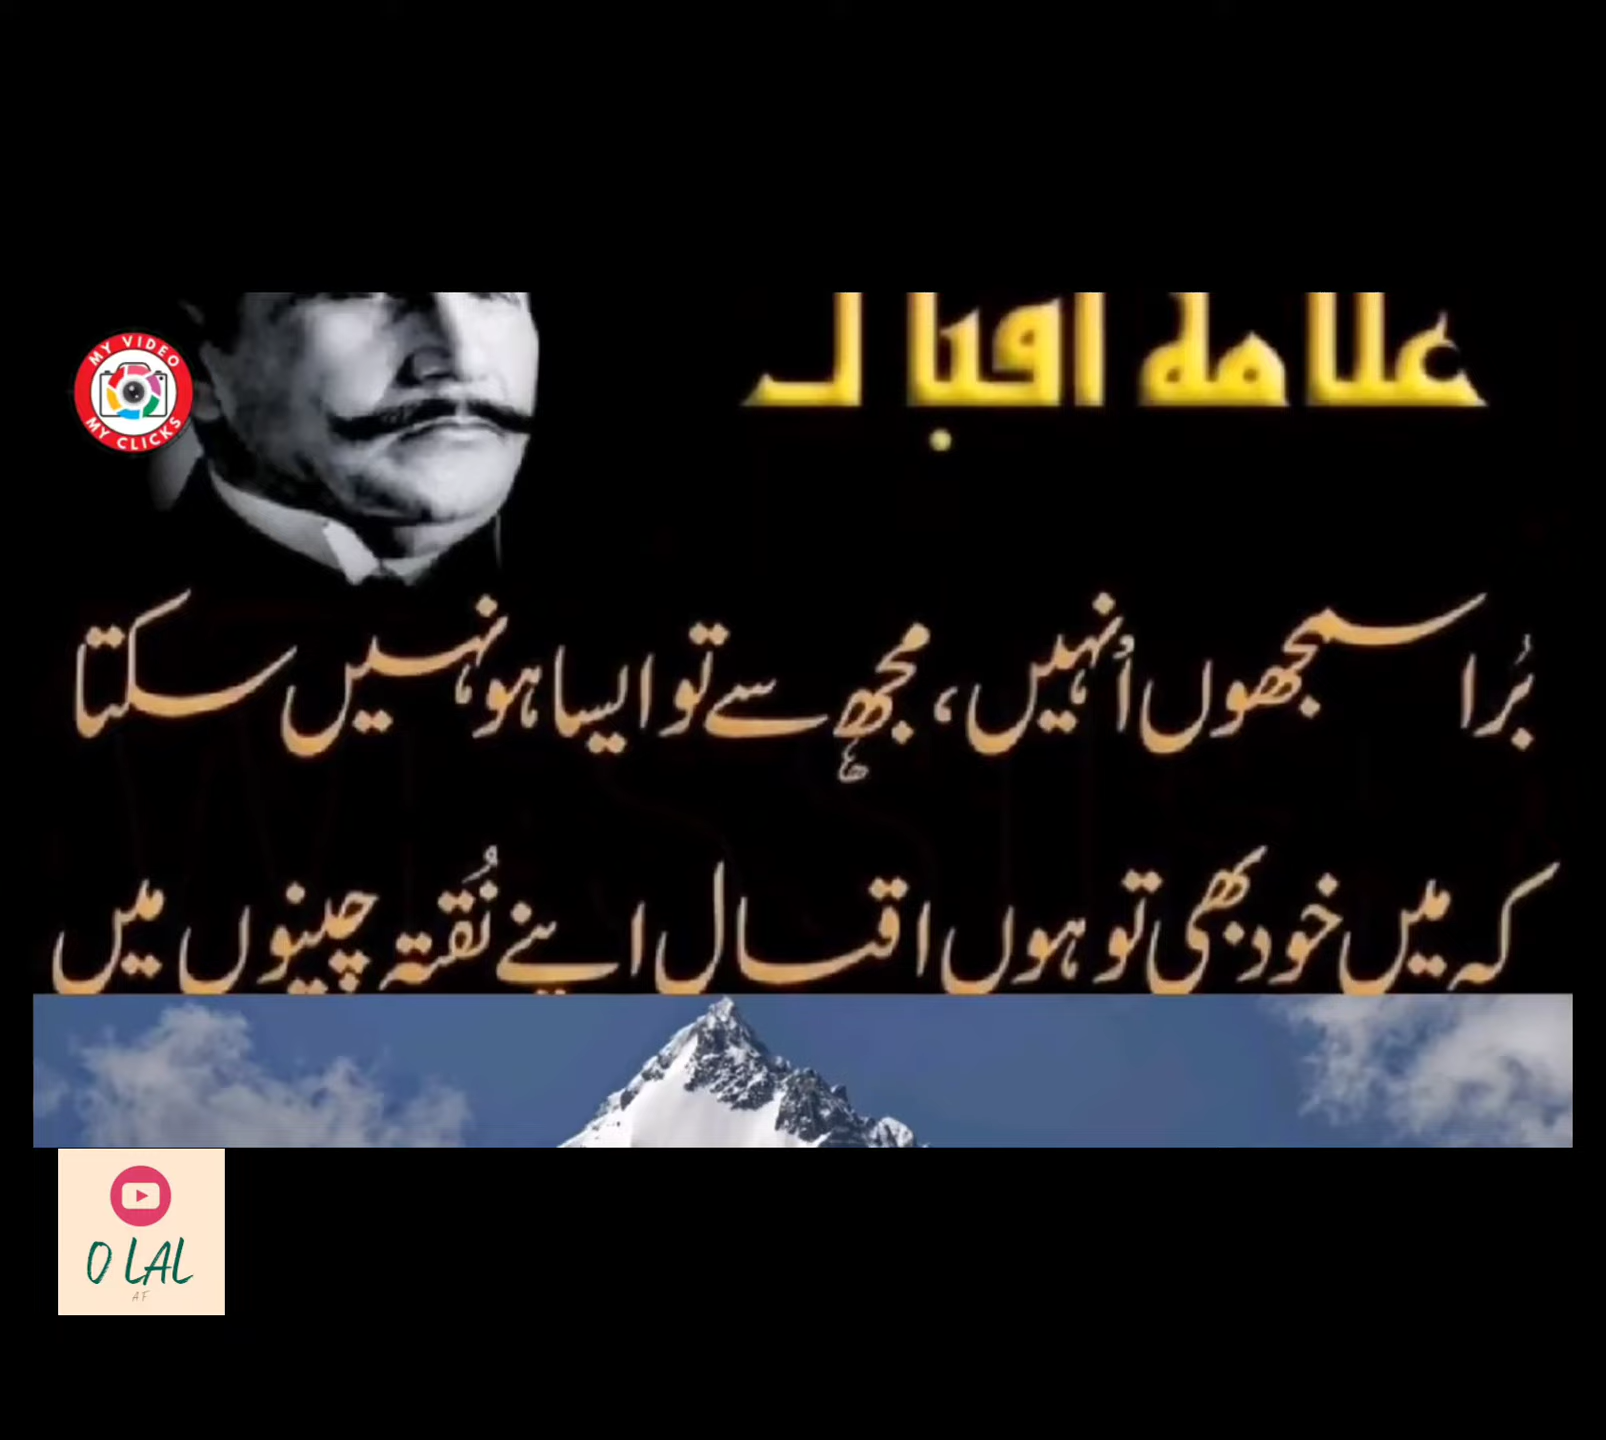 علامہ اقبال
MY VIDEO
MY CLICKS
بُرا سمجھوں اُنہیں، مجھ سے تو ایسا ہو نہیں سکتا
کہ میں خود بھی تو ہوں اقبال اپنے نُقتہ چینوں میں
O LAL
AF